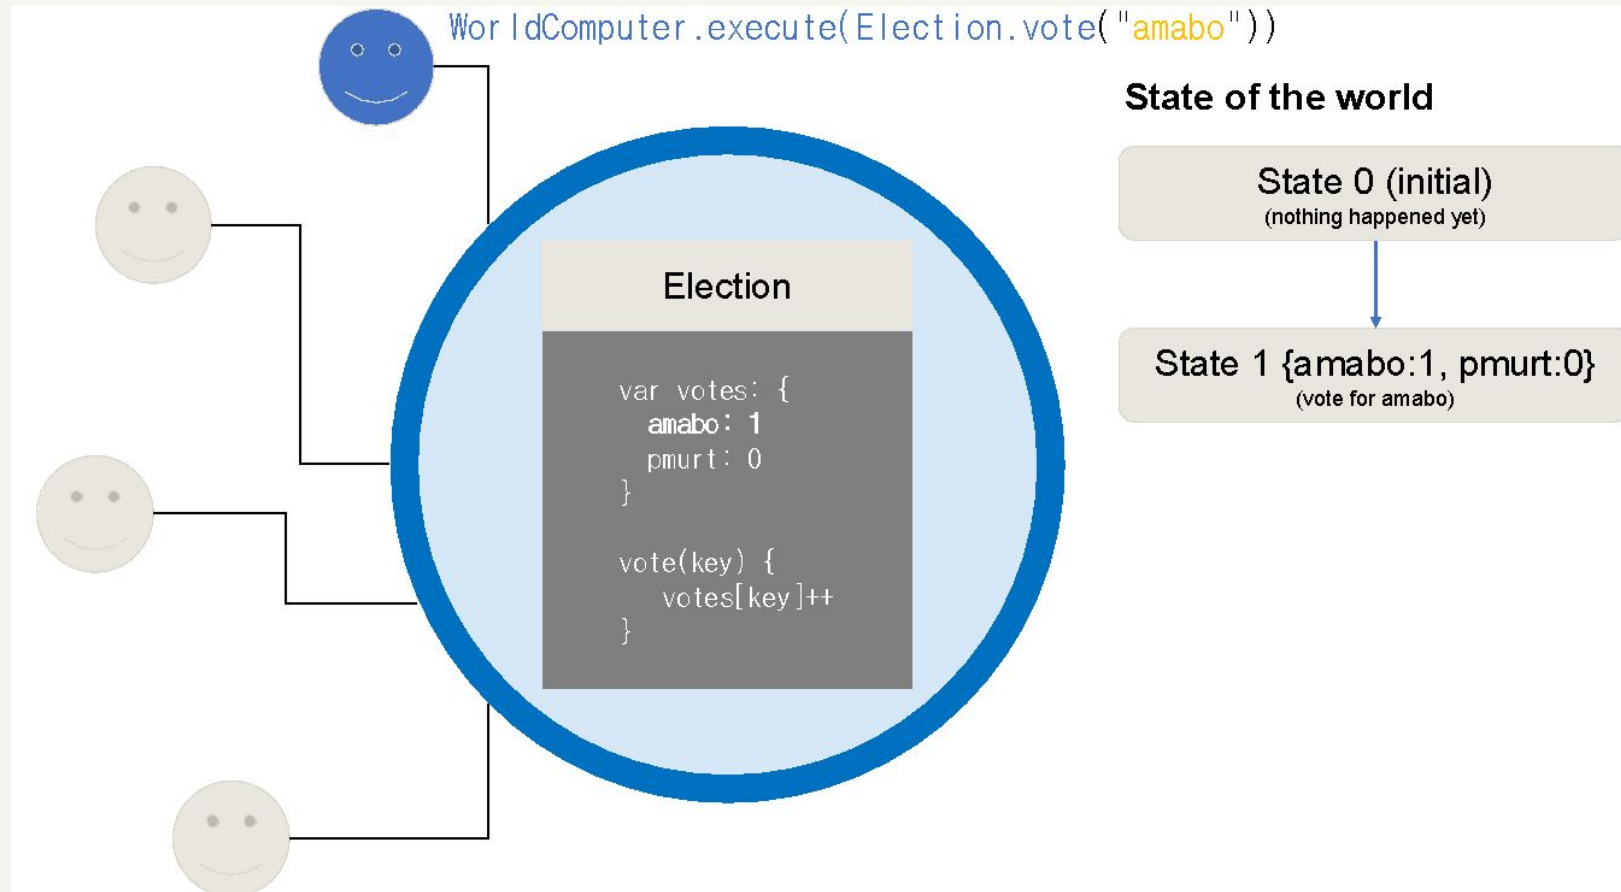 WorldComputer.execute(Election.vote("amabo"))
State of the world
State 0 (initial)
(nothing happened yet)
State 1 {amabo:1, pmurt:0}
(vote for amabo)
Election
var votes: {
amabo: 1
pmurt: 0
}
vote(key) {
votes[key]++
}